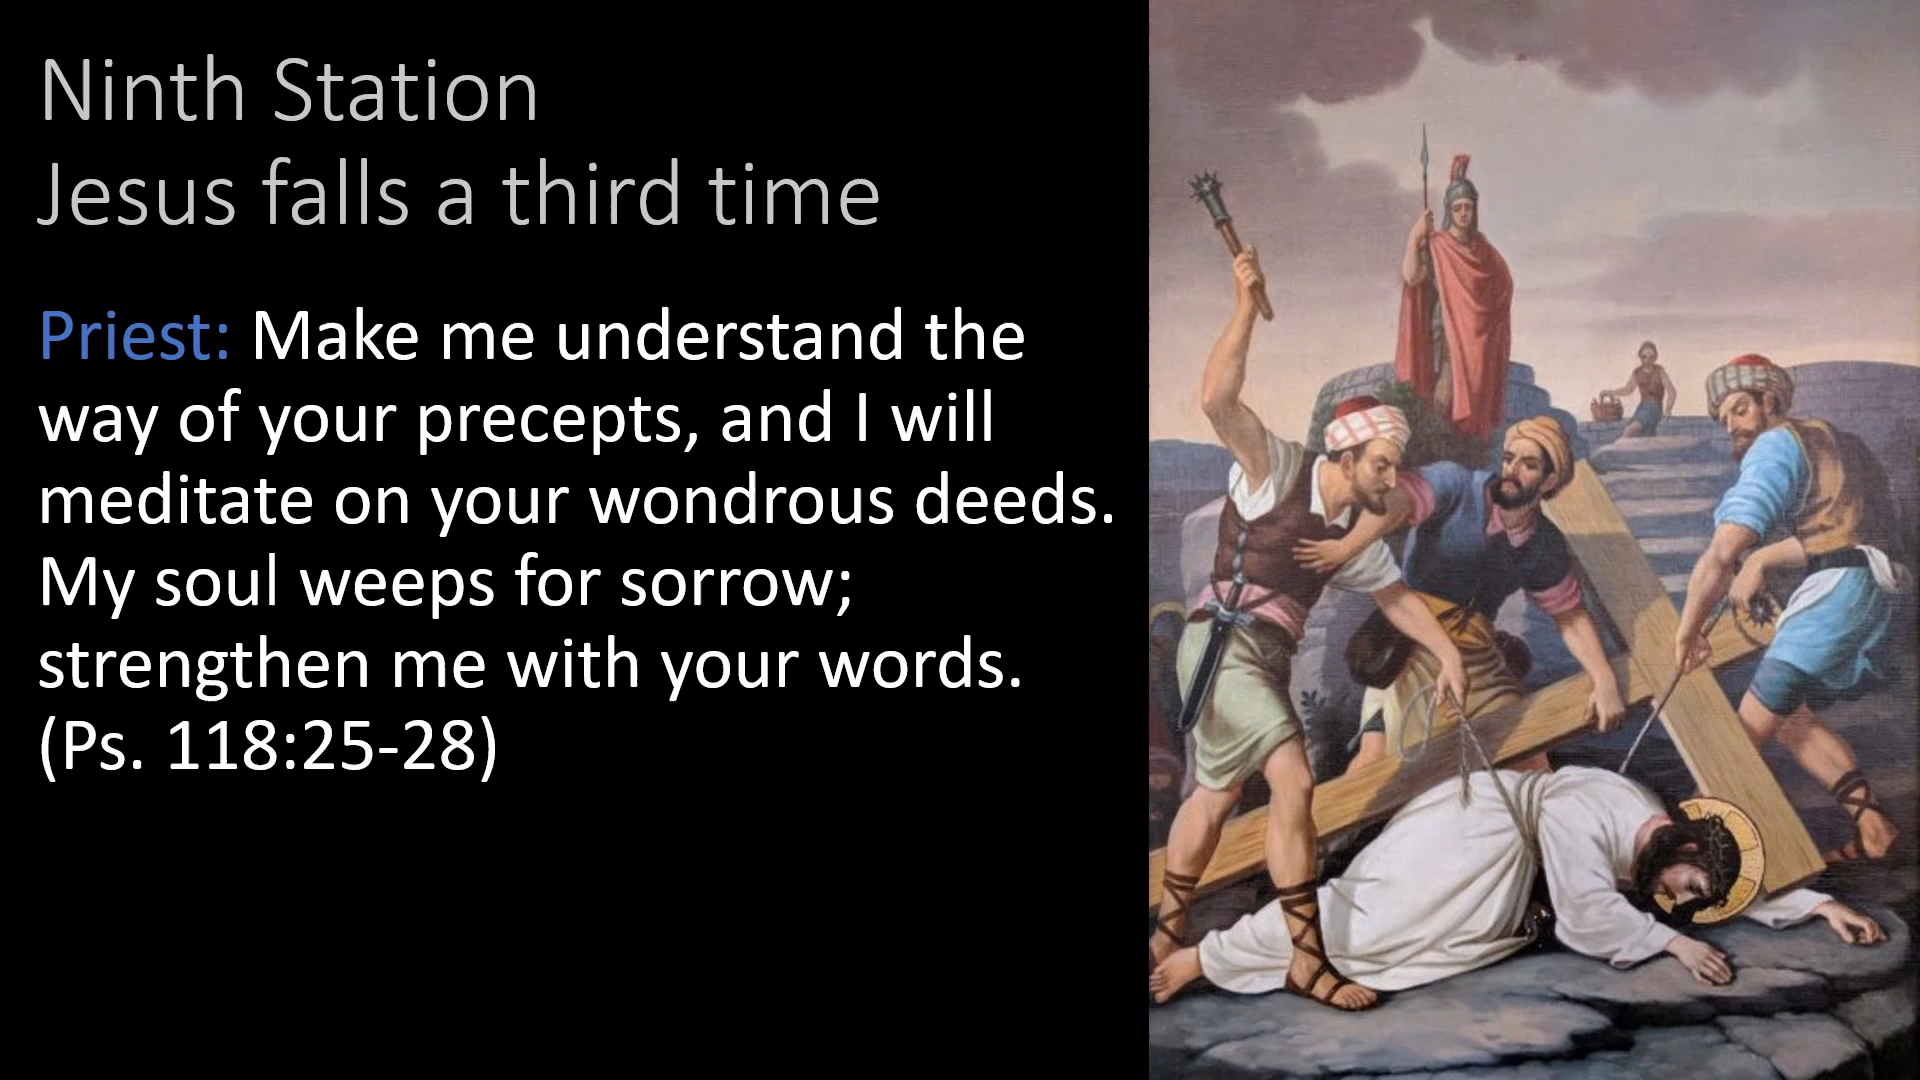 Ninth Station
Jesus falls a third time
Priest: Make me understand the
way of your precepts, and I will
meditate on your wondrous deeds.
My soul weeps for sorrow;
strengthen me with your words.
(Ps. 118:25-28)